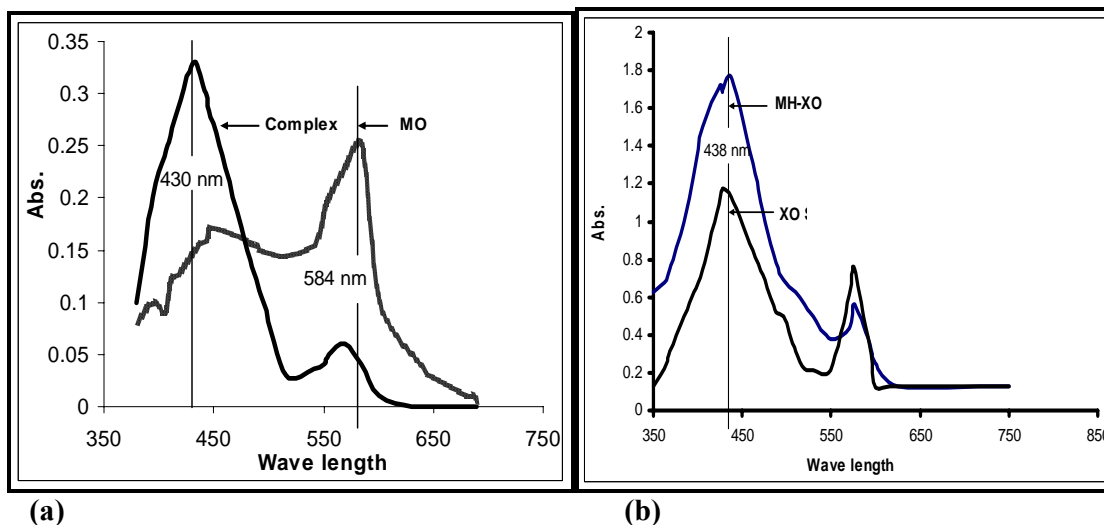 0.35
0.3
0.25
0.2
0.15
0.1
0.05
0
Abs.
350 450 550 650 750
Wave length
Complex
MO
430 nm
584 nm
(a)
2
1.8
1.6
1.4
1.2
1
0.8
0.6
0.4
0.2
0
Abs.
350 450 550 650 750 850
Wave length
MH-XO
438 nm
XO
(b)